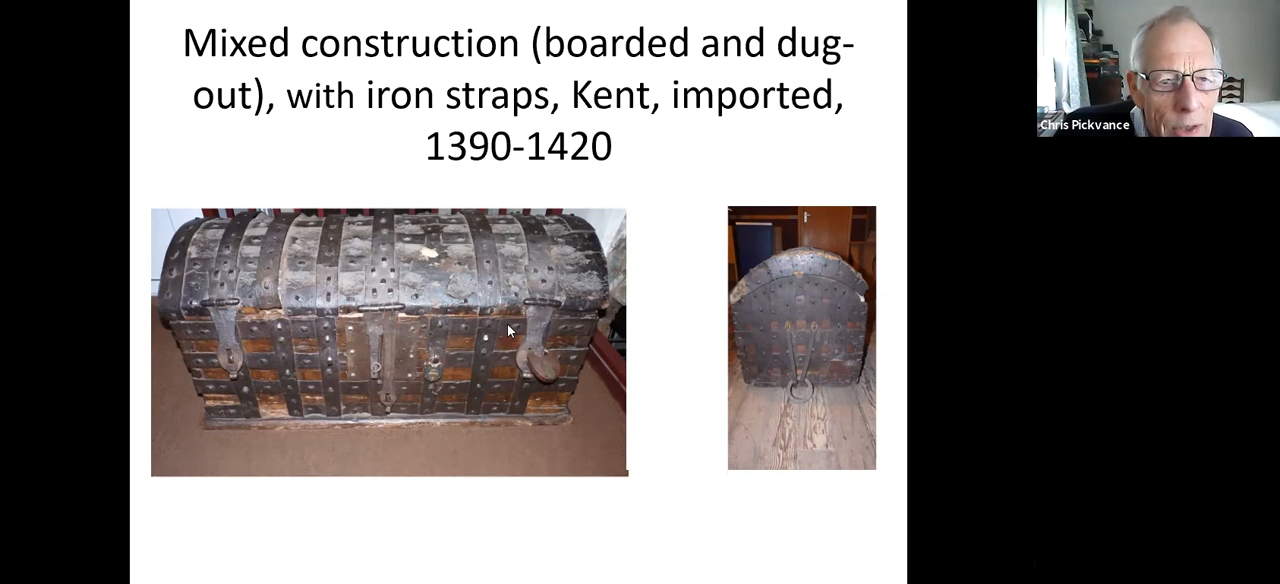 Mixed construction (boarded and dug-
out), with iron straps, Kent, imported,
1390-1420
Chris Pickvance